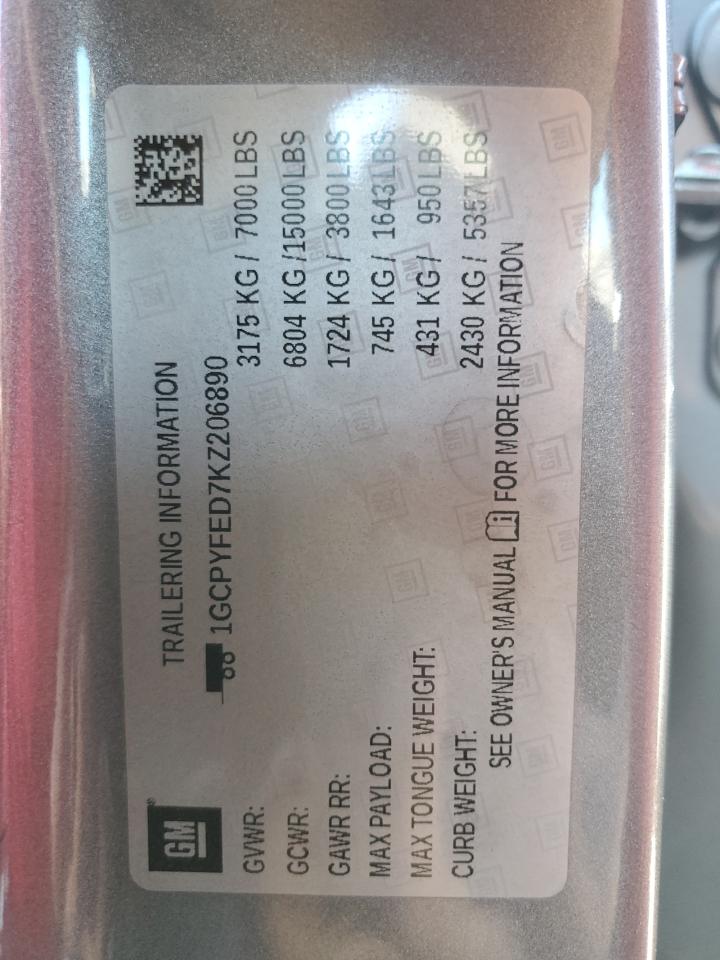 GM®
TRAILERING INFORMATION
1GCPYFED7KZ206890
GVWR: 3175 KG / 7000 LBS
GCWR: 6804 KG /15000 LBS
GAWR RR: 1724 KG / 3800 LBS
MAX PAYLOAD: 745 KG / 1643 LBS
MAX TONGUE WEIGHT: 431 KG / 950 LBS
CURB WEIGHT: 2430 KG / 5357 LBS
SEE OWNER'S MANUAL i FOR MORE INFORMATION